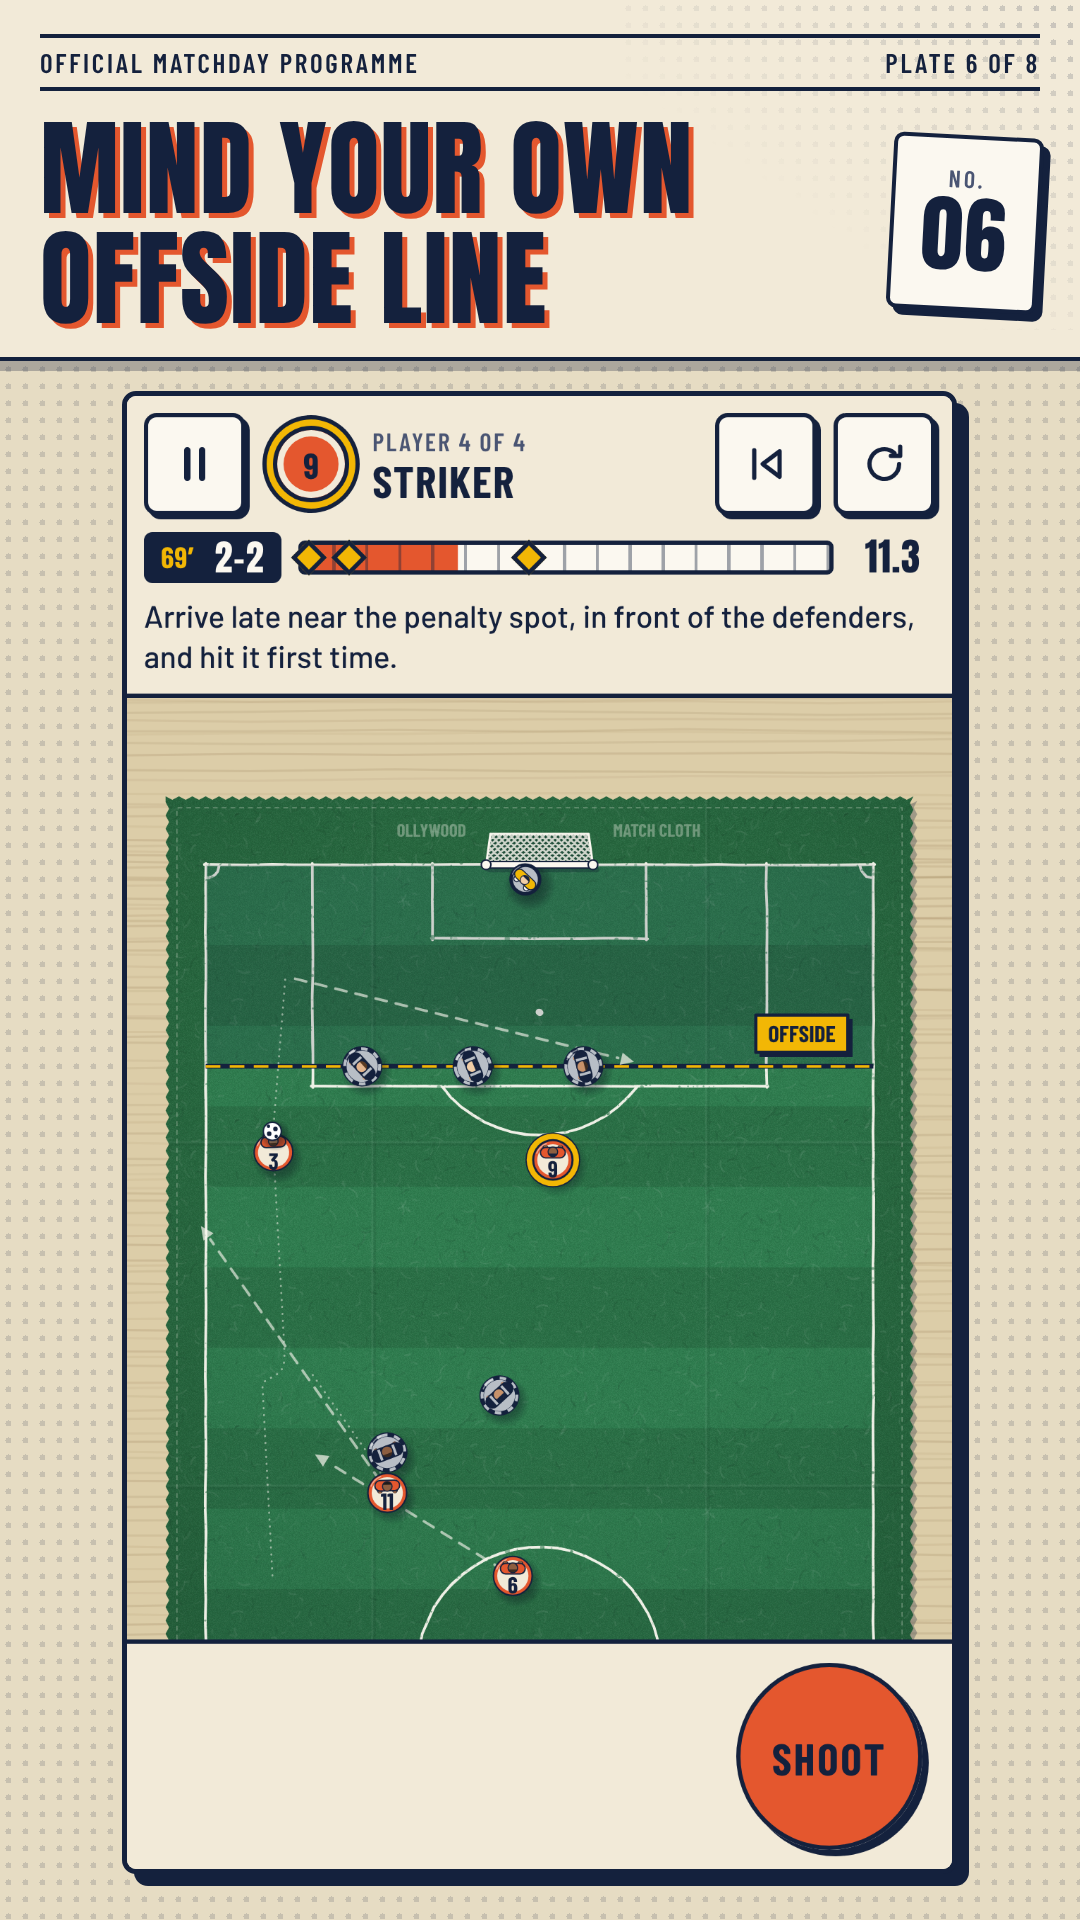 OFFICIAL MATCHDAY PROGRAMME
PLATE 6 OF 8
MIND YOUR OWN
OFFSIDE LINE
NO.
06
9
PLAYER 4 OF 4
STRIKER
69′ 2-2
11.3
Arrive late near the penalty spot, in front of the defenders,
and hit it first time.
OLLYWOOD
MATCH CLOTH
OFFSIDE
3
9
11
6
SHOOT